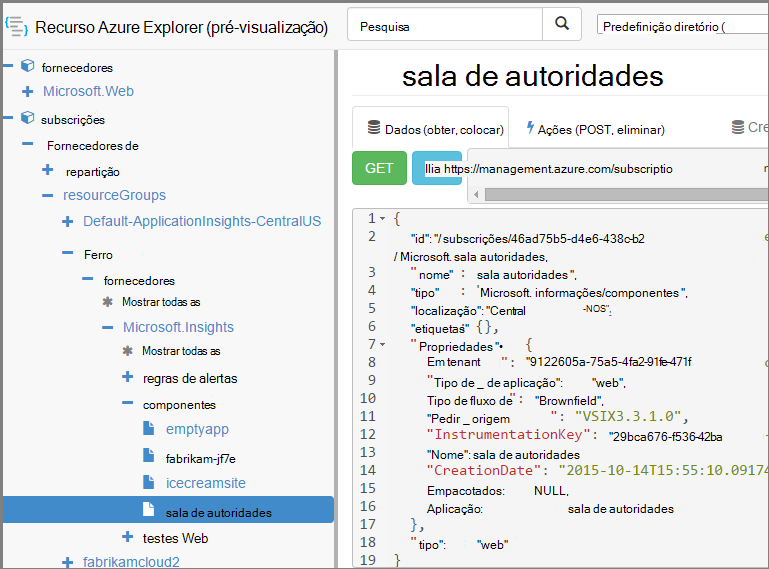 Recurso Azure Explorer (pré-visualização)
Pesquisa
Predefinição diretório (
fornecedores
Microsoft.Web
subscrições
Fornecedores de
repartição
resourceGroups
Default-ApplicationInsights-CentralUS
Ferro
fornecedores
Mostrar todas as
Microsoft.Insights
Mostrar todas as
regras de alertas
componentes
emptyapp
fabrikam-jf7e
icecreamsite
sala de autoridades
testes Web
fabrikamcloud2
sala de autoridades
Dados (obter, colocar)
Ações (POST, eliminar)
Cre
GET
llia https://management.azure.com/subscriptio
1 {
2 "id": "/ subscrições/46ad75b5-d4e6-438c-b2
/ Microsoft. sala autoridades,
3 "nome" : sala autoridades ",
4 "tipo" : 'Microsoft. informações/componentes ",
5 "localização": "Central -NOS",
6 "etiquetas" {},
7 "Propriedades "• {
8 Em tenant ": "9122605a-75a5-4fa2-91fe-471f
9 "Tipo de _ de aplicação": "web",
10 Tipo de fluxo de": "Brownfield",
11 "Pedir _ origem ": "VSIX3.3.1.0",
12 "InstrumentationKey": "29bca676-f536-42ba
13 "Nome": sala de autoridades
14 "CreationDate": "2015-10-14T15:55:10.09174
15 Empacotados: NULL,
16 Aplicação: sala de autoridades
17 },
18 "tipo": "web"
19 }